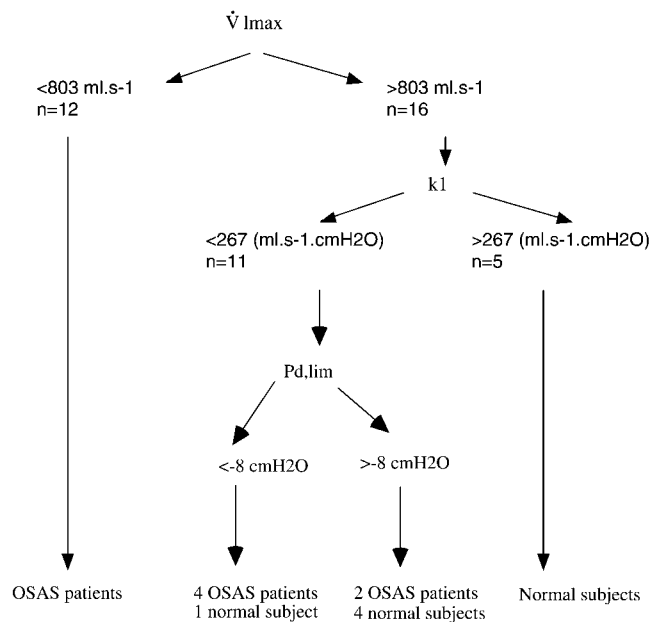 V̇ Imax
<803 ml.s-1
n=12
>803 ml.s-1
n=16
k1
<267 (ml.s-1.cmH2O)
n=11
>267 (ml.s-1.cmH2O)
n=5
Pd,lim
<-8 cmH2O
>-8 cmH2O
OSAS patients
4 OSAS patients
1 normal subject
2 OSAS patients
4 normal subjects
Normal subjects